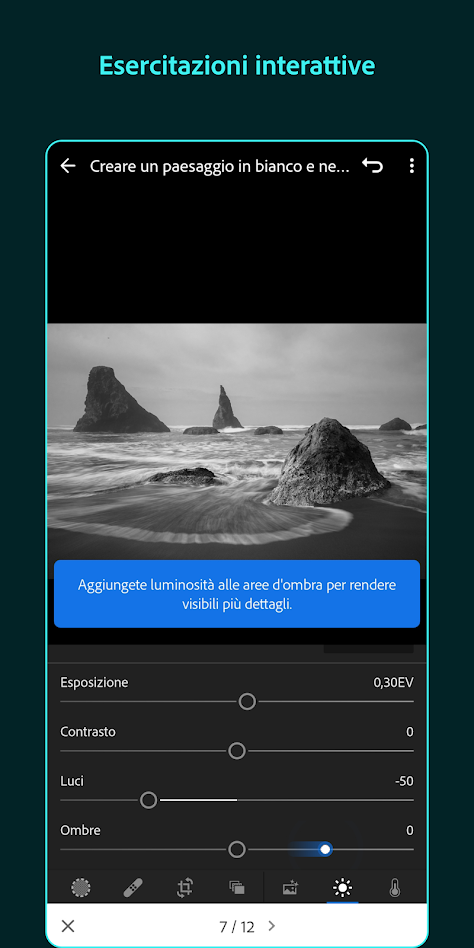 Esercitazioni interattive
Creare un paesaggio in bianco e ne...
Aggiungete luminosità alle aree d'ombra per rendere
visibili più dettagli.
Esposizione 0,30EV
Contrasto 0
Luci -50
Ombre 0
7 / 12